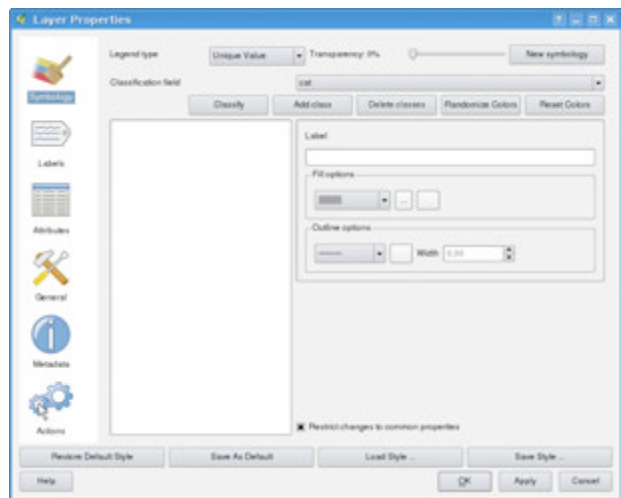 Layer Properties
Legend type Unique Value Transparency: 0% New symbology
Classification field cat
Classify Add class Delete classes Randomize Colors Reset Colors
Symbology
Labels
Attributes
General
Metadata
Actions
Label
Fill options
...
Outline options
Width
Restrict changes to common properties
Restore Default Style Save As Default Load Style ... Save Style ...
Help OK Apply Cancel